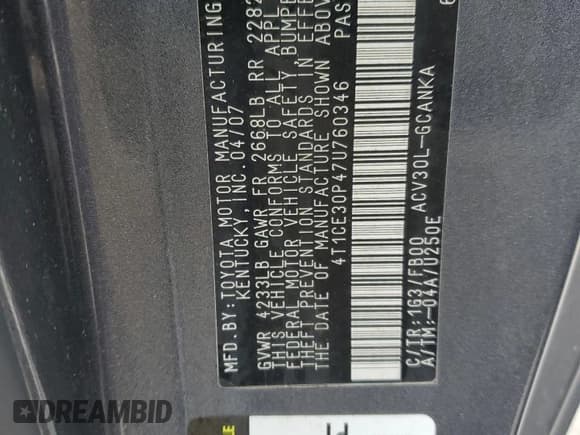 MFD. BY: TOYOTA MOTOR MANUFACTURING
KENTUCKY, INC. 04/07
GVWR 4233LB GAWR FR 2668LB RR 2282
THIS VEHICLE CONFORMS TO ALL APPL
FEDERAL MOTOR VEHICLE SAFETY, BUMPE
THEFT PREVENTION STANDARDS IN EFFE
THE DATE OF MANUFACTURE SHOWN ABOV
4T1CE30P47U760346 PAS
C/TR: 1G3/FB00 ACV30L-GCANKA
A/TM: -04A/U250E
DREAMBID